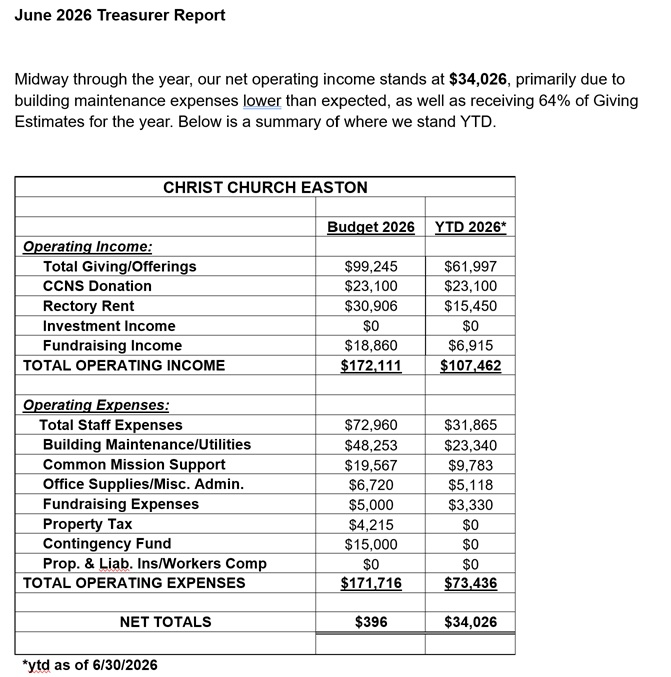 June 2026 Treasurer Report
Midway through the year, our net operating income stands at $34,026, primarily due to
building maintenance expenses lower than expected, as well as receiving 64% of Giving
Estimates for the year. Below is a summary of where we stand YTD.
CHRIST CHURCH EASTON
Budget 2026 YTD 2026*
Operating Income:
Total Giving/Offerings $99,245 $61,997
CCNS Donation $23,100 $23,100
Rectory Rent $30,906 $15,450
Investment Income $0 $0
Fundraising Income $18,860 $6,915
TOTAL OPERATING INCOME $172,111 $107,462
Operating Expenses:
Total Staff Expenses $72,960 $31,865
Building Maintenance/Utilities $48,253 $23,340
Common Mission Support $19,567 $9,783
Office Supplies/Misc. Admin. $6,720 $5,118
Fundraising Expenses $5,000 $3,330
Property Tax $4,215 $0
Contingency Fund $15,000 $0
Prop. & Liab. Ins/Workers Comp $0 $0
TOTAL OPERATING EXPENSES $171,716 $73,436
NET TOTALS $396 $34,026
*ytd as of 6/30/2026